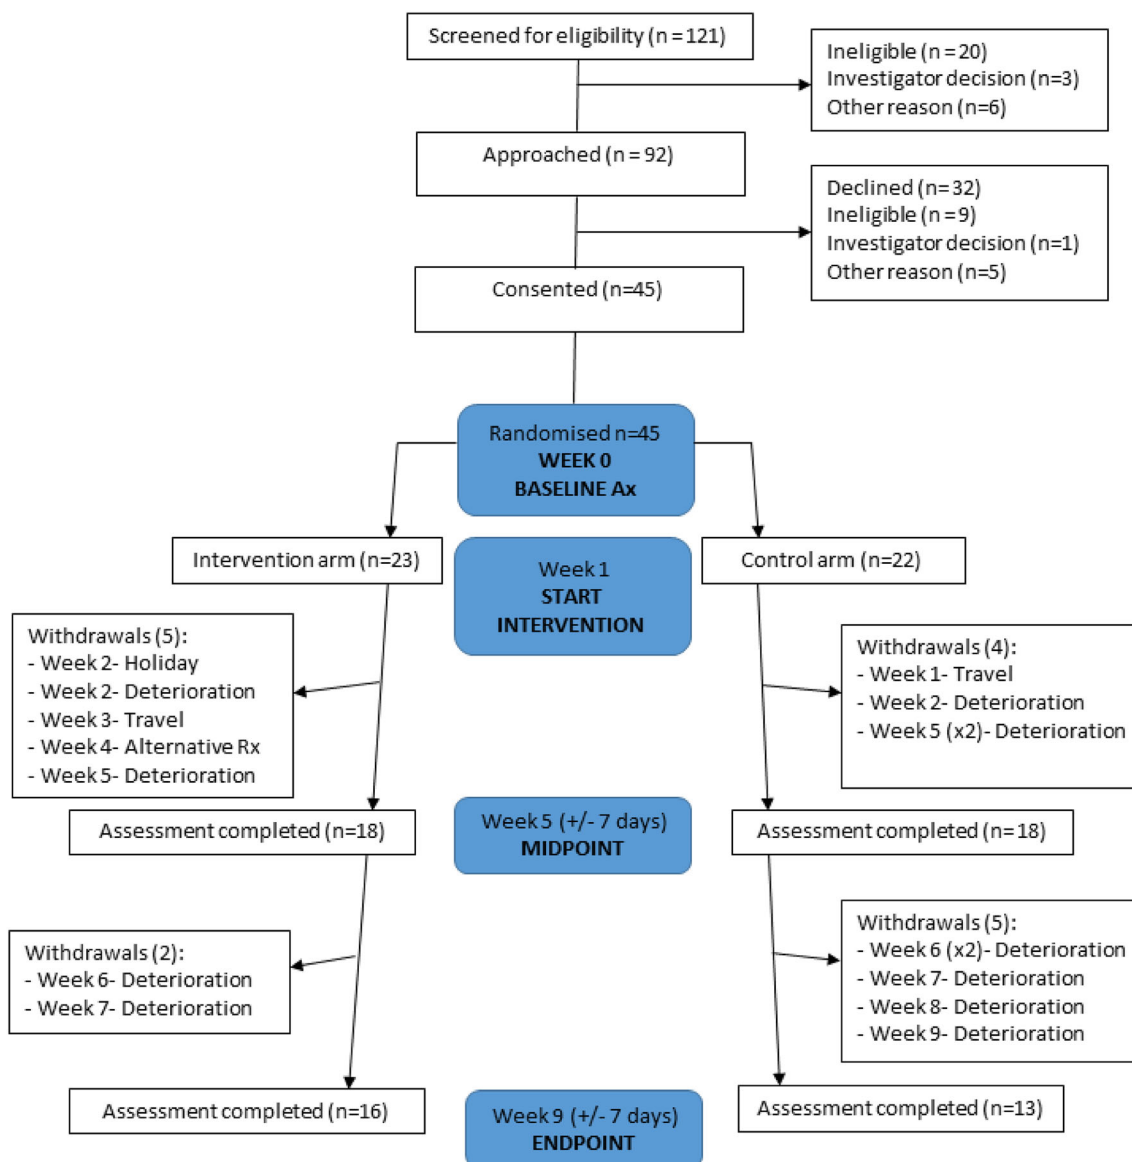 Screened for eligibility (n = 121)
Ineligible (n = 20)
Investigator decision (n=3)
Other reason (n=6)
Approached (n = 92)
Declined (n= 32)
Ineligible (n = 9)
Investigator decision (n=1)
Other reason (n=5)
Consented (n=45)
Randomised n=45
WEEK 0
BASELINE Ax
Intervention arm (n=23)
Week 1
START
INTERVENTION
Control arm (n=22)
Withdrawals (5):
- Week 2- Holiday
- Week 2- Deterioration
- Week 3- Travel
- Week 4- Alternative Rx
- Week 5- Deterioration
Withdrawals (4):
- Week 1- Travel
- Week 2- Deterioration
- Week 5 (x2)- Deterioration
Assessment completed (n=18)
Week 5 (+/- 7 days)
MIDPOINT
Assessment completed (n=18)
Withdrawals (2):
- Week 6- Deterioration
- Week 7- Deterioration
Withdrawals (5):
- Week 6 (x2)- Deterioration
- Week 7- Deterioration
- Week 8- Deterioration
- Week 9- Deterioration
Assessment completed (n=16)
Week 9 (+/- 7 days)
ENDPOINT
Assessment completed (n=13)